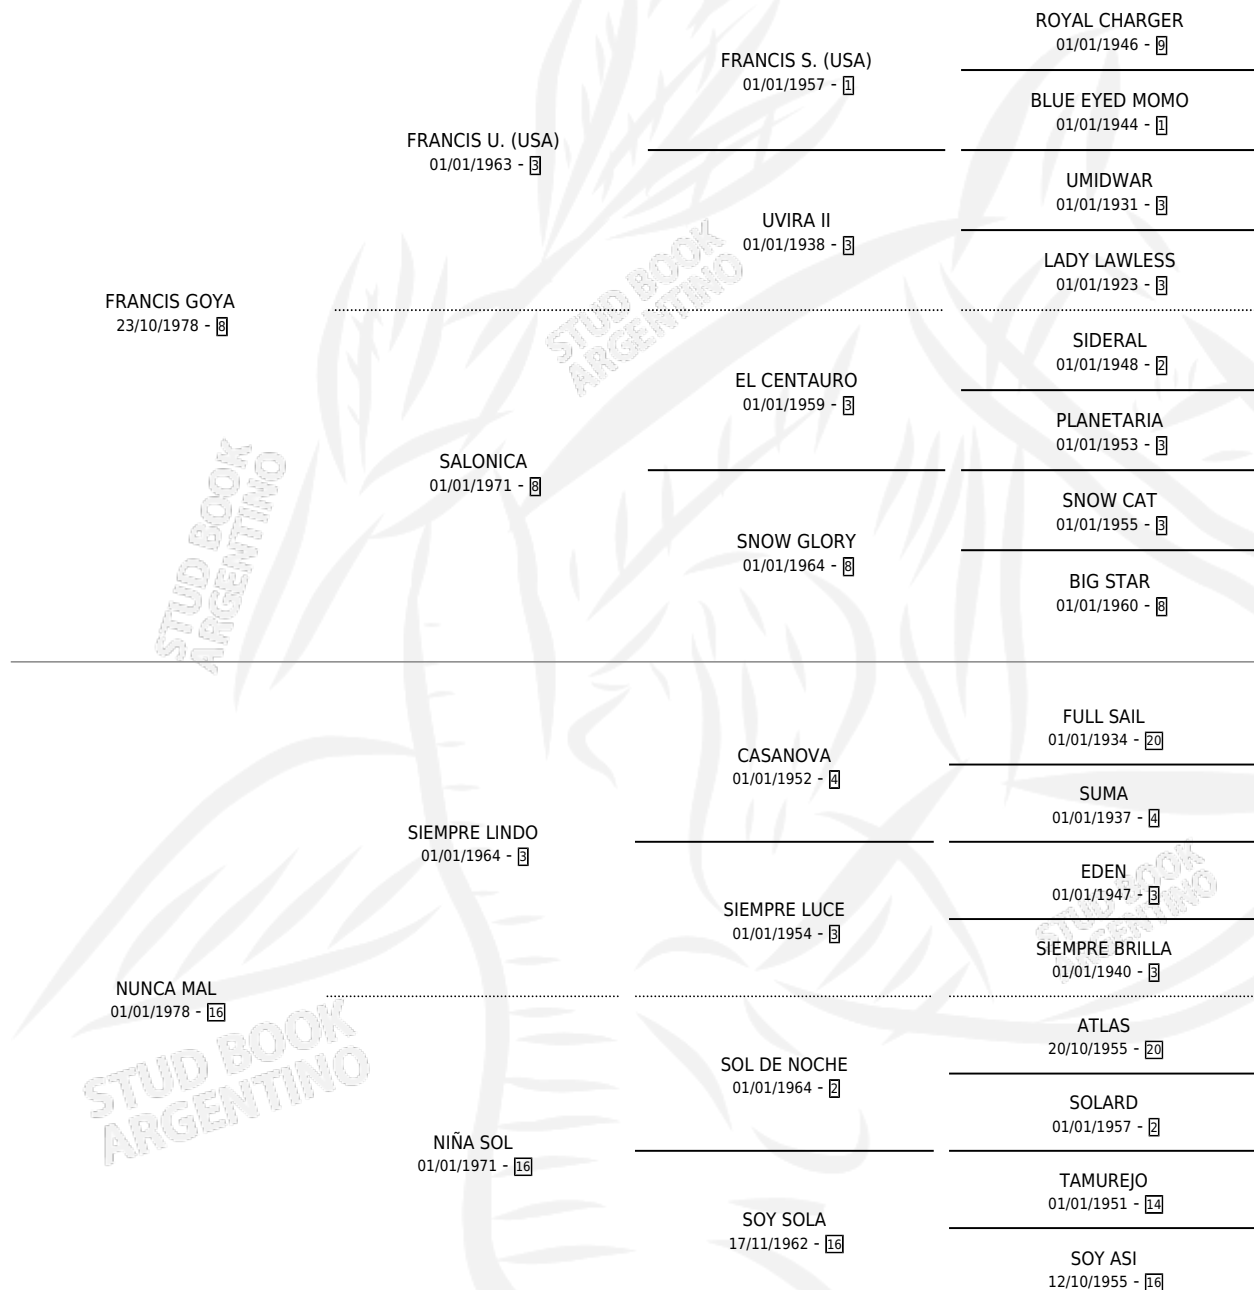 ROYAL CHARGER
01/01/1946 - 9
FRANCIS S. (USA)
01/01/1957 - 1
BLUE EYED MOMO
01/01/1944 - 1
FRANCIS U. (USA)
01/01/1963 - 3
UMIDWAR
01/01/1931 - 3
UVIRA II
01/01/1938 - 3
LADY LAWLESS
01/01/1923 - 3
FRANCIS GOYA
23/10/1978 - 8
SIDERAL
01/01/1948 - 2
EL CENTAURO
01/01/1959 - 3
PLANETARIA
01/01/1953 - 3
SALONICA
01/01/1971 - 8
SNOW CAT
01/01/1955 - 3
SNOW GLORY
01/01/1964 - 8
BIG STAR
01/01/1960 - 8
STUD BOOK
ARGENTINO
STUD BOOK
ARGENTINO
FULL SAIL
01/01/1934 - 20
CASANOVA
01/01/1952 - 4
SUMA
01/01/1937 - 4
SIEMPRE LINDO
01/01/1964 - 3
EDEN
01/01/1947 - 3
SIEMPRE LUCE
01/01/1954 - 3
SIEMPRE BRILLA
01/01/1940 - 3
STUD BOOK
ARGENTINO
NUNCA MAL
01/01/1978 - 16
ATLAS
20/10/1955 - 20
SOL DE NOCHE
01/01/1964 - 2
SOLARD
01/01/1957 - 2
STUD BOOK
ARGENTINO
NIÑA SOL
01/01/1971 - 16
TAMUREJO
01/01/1951 - 14
SOY SOLA
17/11/1962 - 16
SOY ASI
12/10/1955 - 16